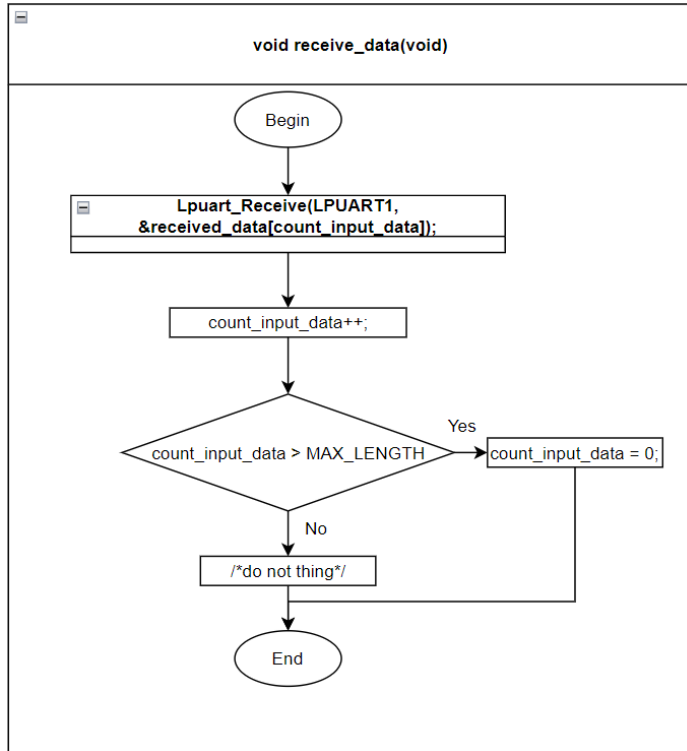 void receive_data(void)
Begin
Lpuart_Receive(LPUART1,
&received_data[count_input_data]);
count_input_data++;
count_input_data > MAX_LENGTH
Yes
count_input_data = 0;
No
/*do not thing*/
End